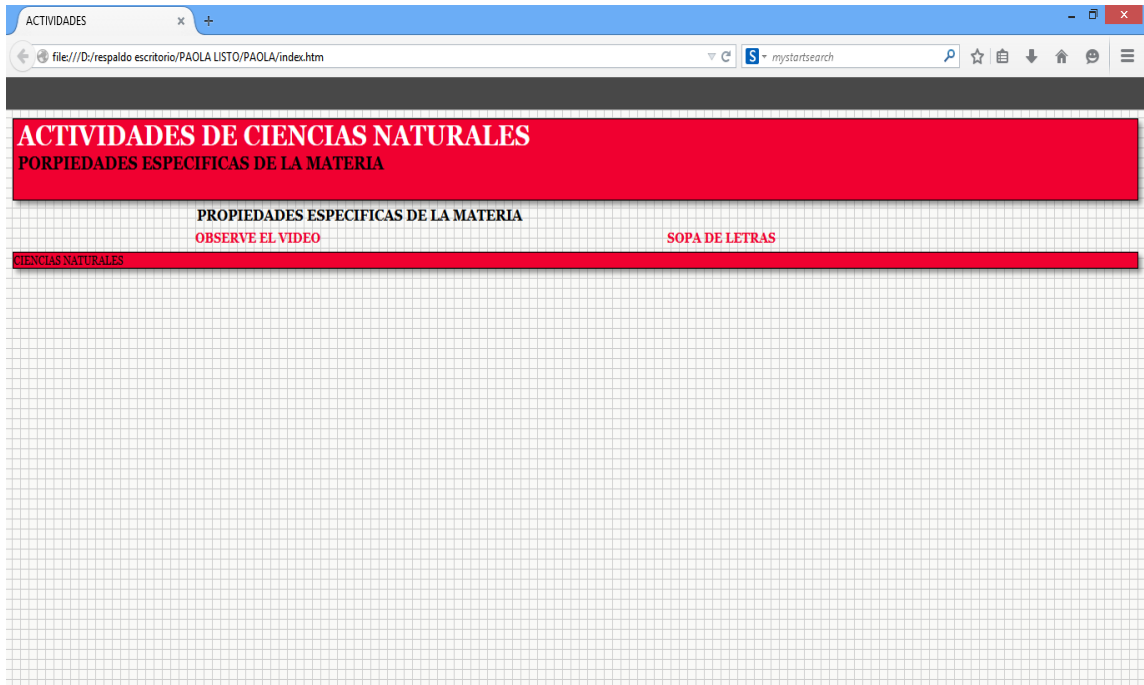 ACTIVIDADES
file:///D:/respaldo escritorio/PAOLA LISTO/PAOLA/index.htm
S mystartsearch
ACTIVIDADES DE CIENCIAS NATURALES
PORPIEDADES ESPECIFICAS DE LA MATERIA
PROPIEDADES ESPECIFICAS DE LA MATERIA
OBSERVE EL VIDEO SOPA DE LETRAS
CIENCIAS NATURALES